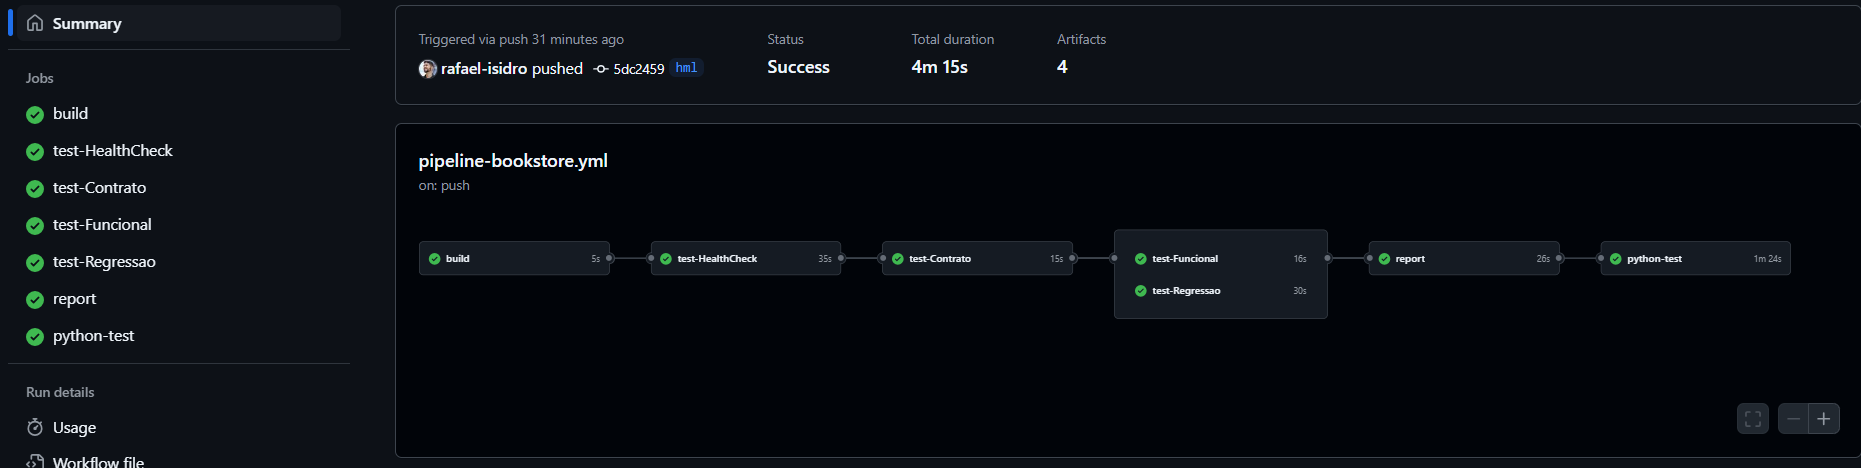 Summary
Jobs
build
test-HealthCheck
test-Contrato
test-Funcional
test-Regressao
report
python-test
Run details
Usage
Workflow file
Triggered via push 31 minutes ago
rafael-isidro pushed 5dc2459 hml
Status
Success
Total duration
4m 15s
Artifacts
4
pipeline-bookstore.yml
on: push
build 5s
test-HealthCheck 35s
test-Contrato 15s
test-Funcional 16s
test-Regressao 30s
report 26s
python-test 1m 24s